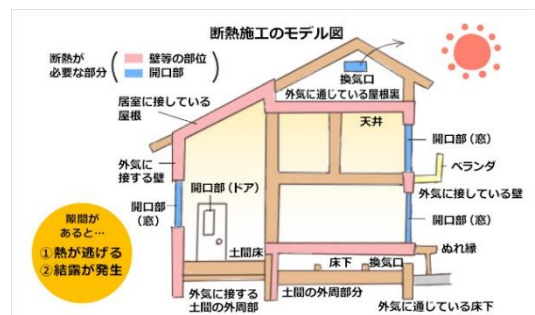 断熱施工のモデル図
断熱が
必要な部分
壁等の部位
開口部
換気口
外気に通じている屋根裏
居室に接している
屋根
天井
開口部(窓)
外気に
接する壁
ベランダ
開口部(ドア)
外気に接している壁
開口部
(窓)
開口部(窓)
隙間が
あると…
①熱が逃げる
②結露が発生
土間床
ぬれ縁
床下
換気口
外気に接する
土間の外周部
土間の外周部分
外気に通じている床下